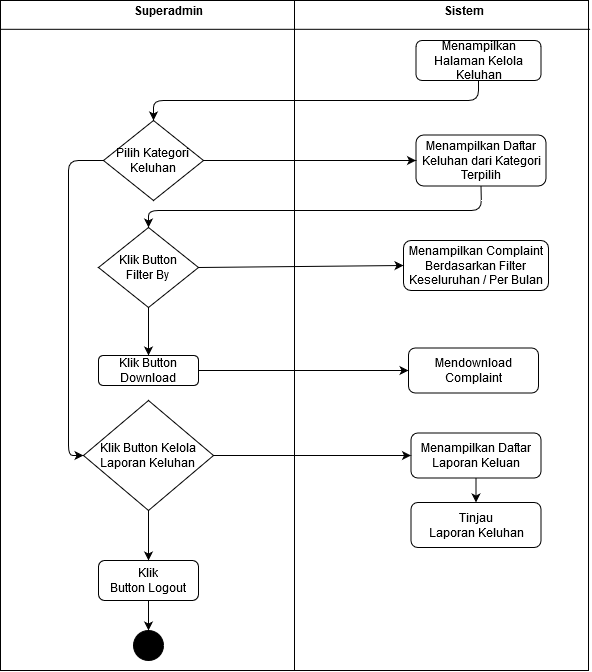 Superadmin
Sistem
Menampilkan
Halaman Kelola
Keluhan
Pilih Kategori
Keluhan
Menampilkan Daftar
Keluhan dari Kategori
Terpilih
Klik Button
Filter By
Menampilkan Complaint
Berdasarkan Filter
Keseluruhan / Per Bulan
Klik Button
Download
Mendownload
Complaint
Klik Button Kelola
Laporan Keluhan
Menampilkan Daftar
Laporan Keluan
Tinjau
Laporan Keluhan
Klik
Button Logout